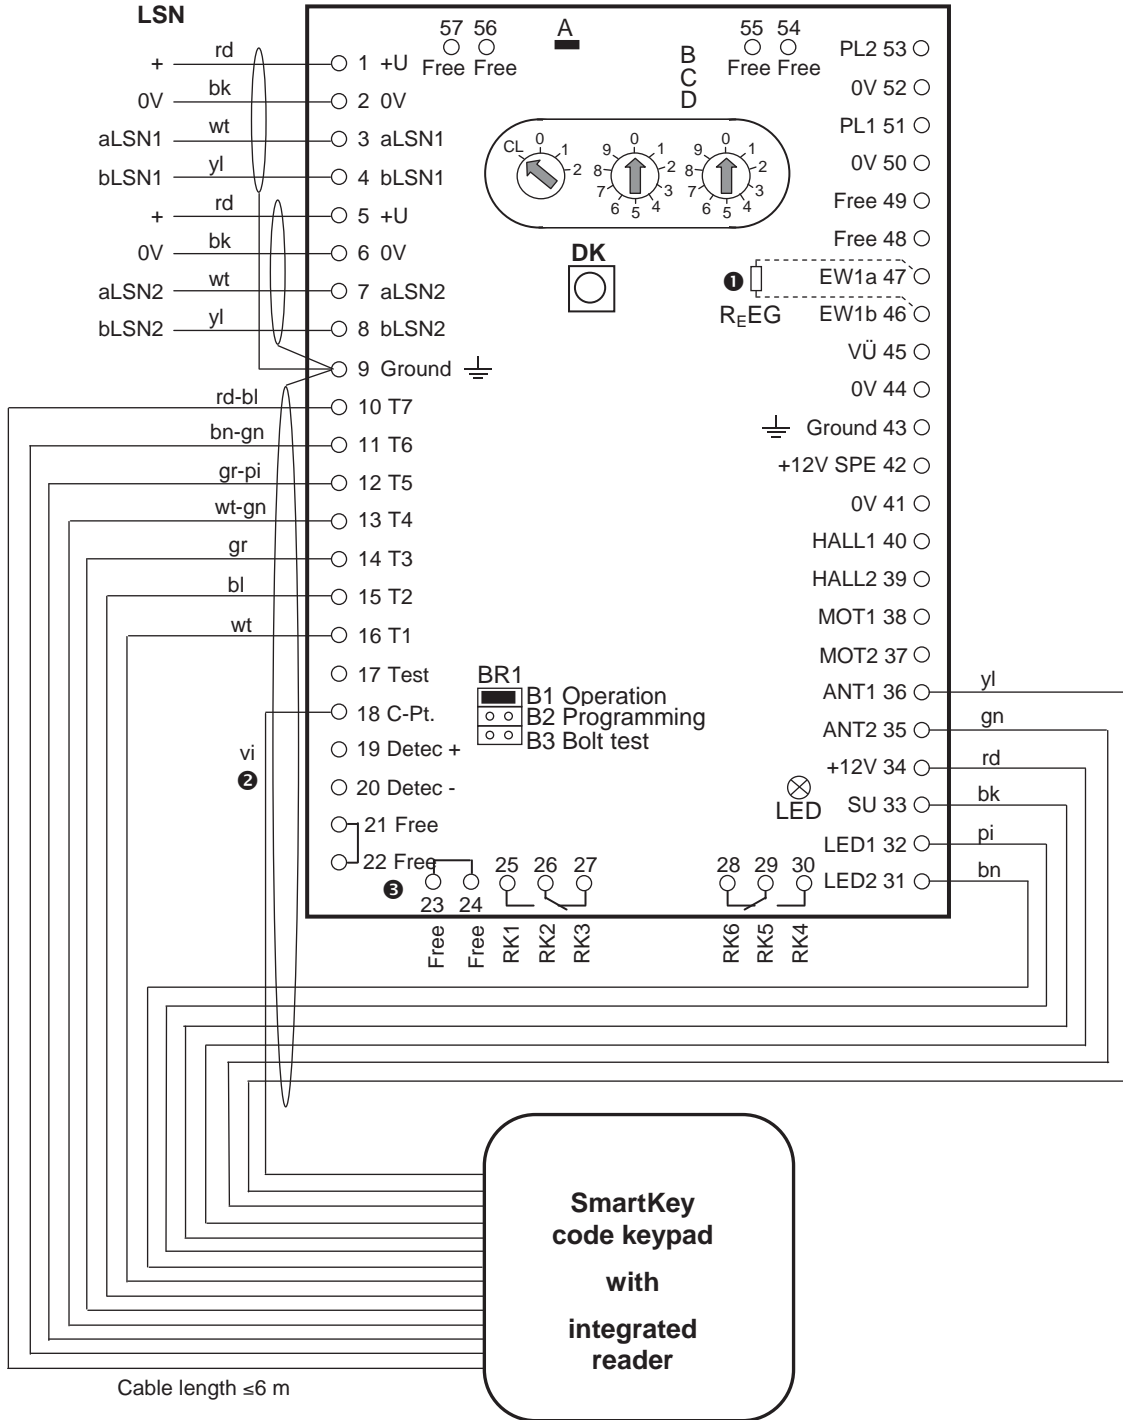 LSN
57 56
A
55 54
Free Free
Free Free
B
C
D
+ rd 1 +U
0V bk 2 0V
aLSN1 wt 3 aLSN1
bLSN1 yl 4 bLSN1
+ rd 5 +U
0V bk 6 0V
aLSN2 wt 7 aLSN2
bLSN2 yl 8 bLSN2
9 Ground
rd-bl 10 T7
bn-gn 11 T6
gr-pi 12 T5
wt-gn 13 T4
gr 14 T3
bl 15 T2
wt 16 T1
17 Test
18 C-Pt.
vi
❷
19 Detec +
20 Detec -
21 Free
22 Free
CL 0 1 2
0 1 2 3 4 5 6 7 8 9
0 1 2 3 4 5 6 7 8 9
DK
❶
REEG
BR1
B1 Operation
B2 Programming
B3 Bolt test
LED
PL2 53
0V 52
PL1 51
0V 50
Free 49
Free 48
EW1a 47
EW1b 46
VÜ 45
0V 44
Ground 43
+12V SPE 42
0V 41
HALL1 40
HALL2 39
MOT1 38
MOT2 37
ANT1 36 yl
ANT2 35 gn
+12V 34 rd
SU 33 bk
LED1 32 pi
LED2 31 bn
❸
23 24 25 26 27 28 29 30
Free Free RK1 RK2 RK3 RK6 RK5 RK4
SmartKey
code keypad
with
integrated
reader
Cable length ≤6 m